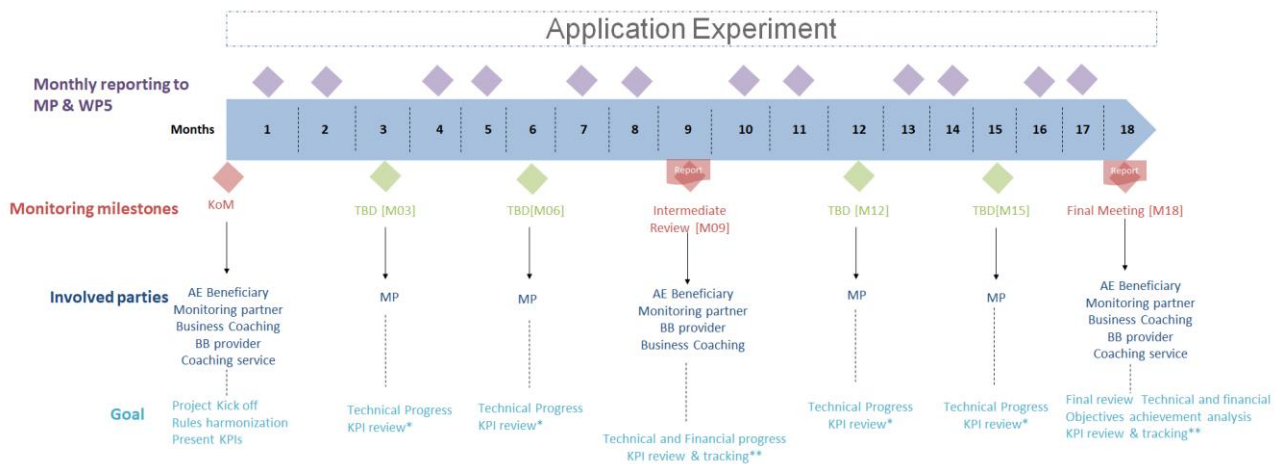 Application Experiment
Monthly reporting to
MP & WP5
Months
1 2 3 4 5 6 7 8 9 10 11 12 13 14 15 16 17 18
Report
Report
Monitoring milestones
KoM
TBD [M03]
TBD[M06]
Intermediate
Review [M09]
TBD [M12]
TBD[M15]
Final Meeting [M18]
Involved parties
AE Beneficiary
Monitoring partner
Business Coaching
BB provider
Coaching service
MP
MP
AE Beneficiary
Monitoring partner
BB provider
Business Coaching
MP
MP
AE Beneficiary
Monitoring partner
Business Coaching
BB provider
Coaching service
Goal
Project Kick off
Rules harmonization
Present KPIs
Technical Progress
KPI review*
Technical Progress
KPI review*
Technical and Financial progress
KPI review & tracking**
Technical Progress
KPI review*
Technical Progress
KPI review*
Final review Technical and financial
Objectives achievement analysis
KPI review & tracking**